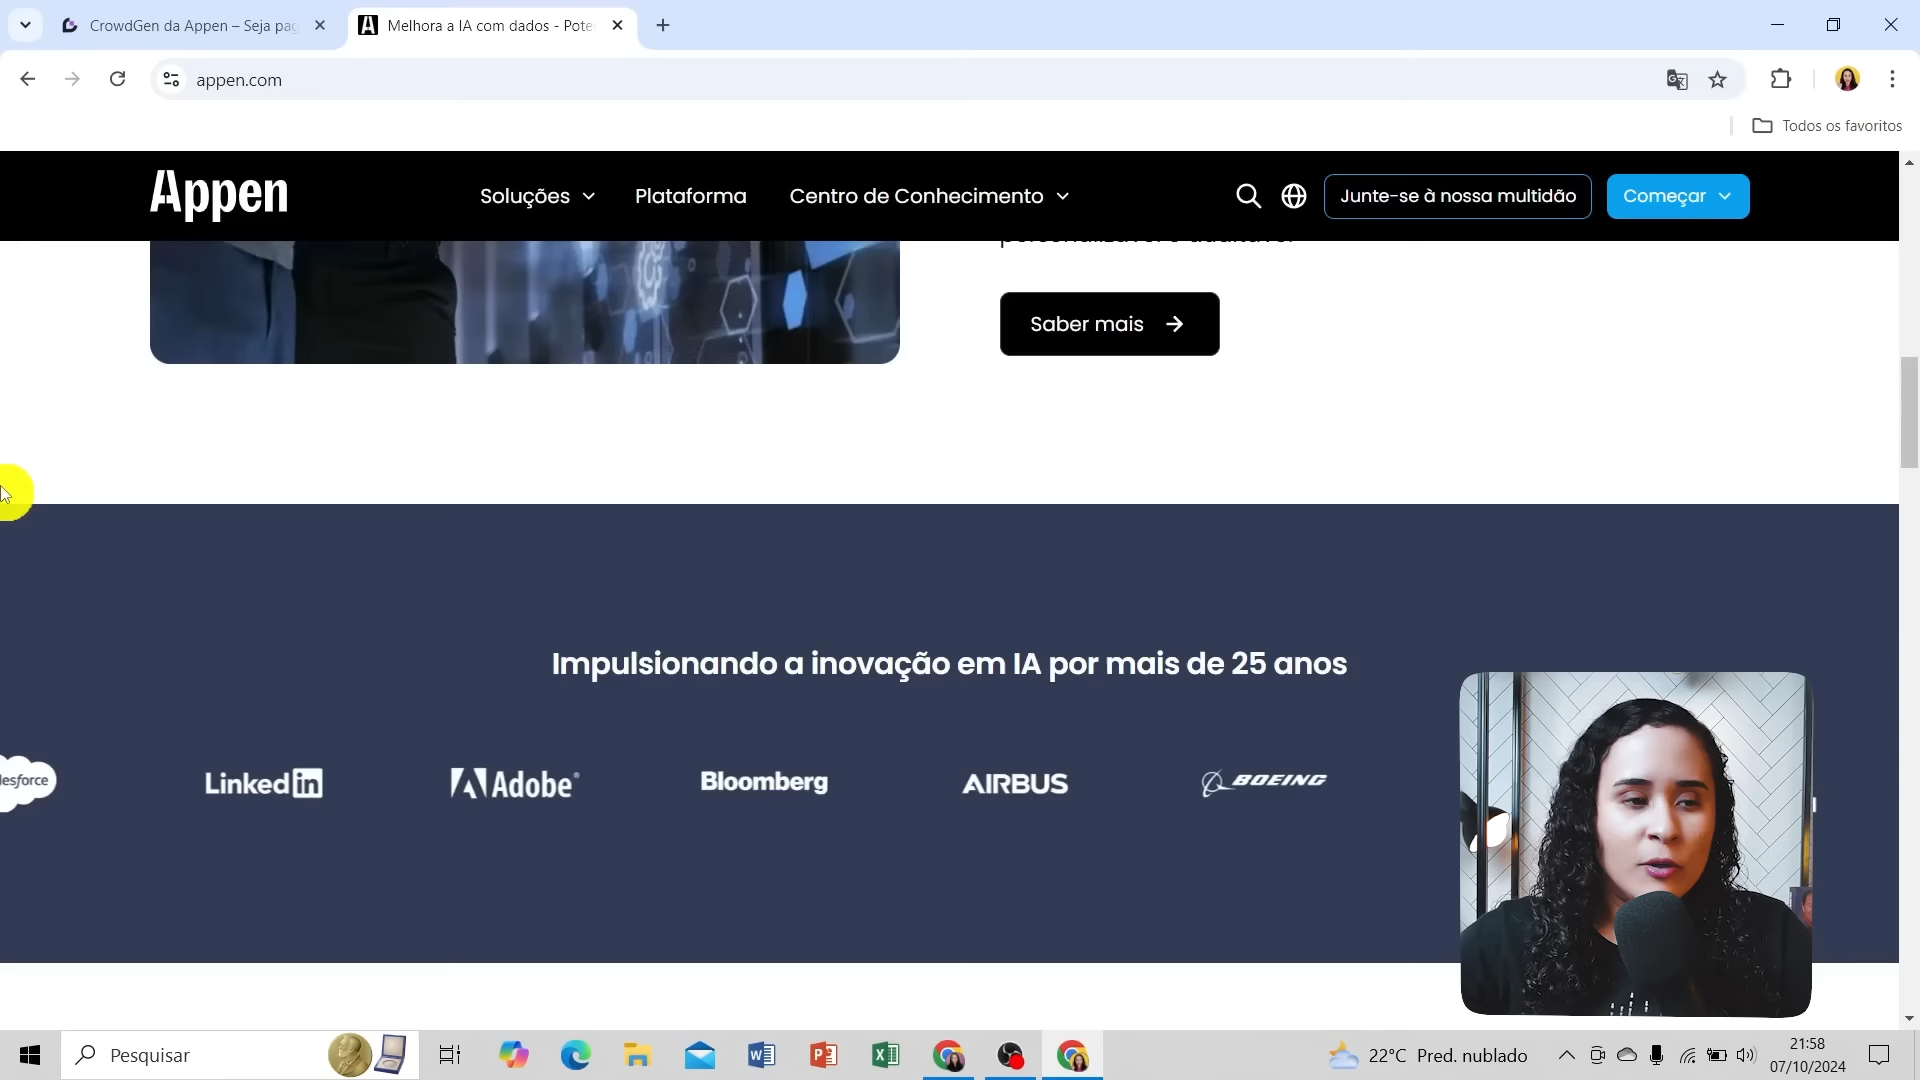 CrowdGen da Appen – Seja pag
Melhora a IA com dados - Pote
appen.com
Todos os favoritos
Appen
Soluções
Plataforma
Centro de Conhecimento
Junte-se à nossa multidão
Começar
Saber mais
Impulsionando a inovação em IA por mais de 25 anos
lesforce
LinkedIn
Adobe
Bloomberg
AIRBUS
BOEING
Pesquisar
22°C Pred. nublado
21:58
07/10/2024